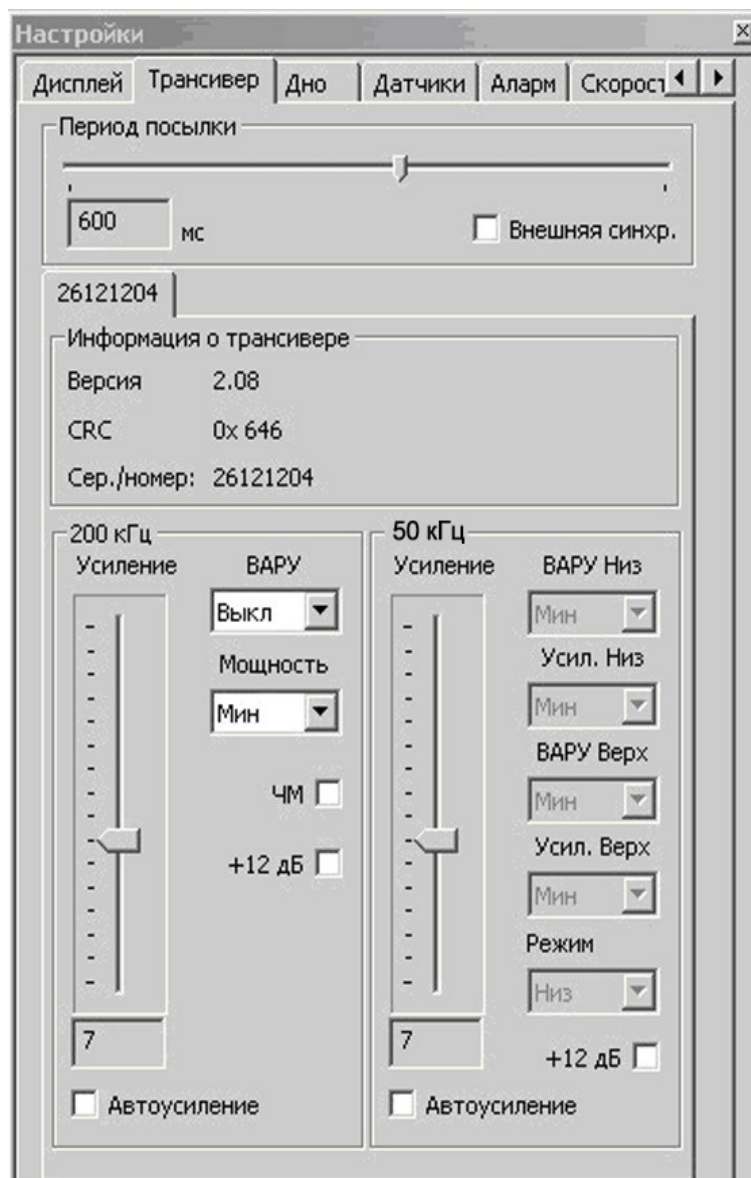 Настройки
Дисплей Трансивер Дно Датчики Аларм Скорост
Период посылки
600 мс Внешняя синхр.
26121204
Информация о трансивере
Версия 2.08
CRC 0x 646
Сер./номер: 26121204
200 кГц
Усиление ВАРУ
Выкл
Мощность
Мин
ЧМ
+12 дБ
7
Автоусиление
50 кГц
Усиление ВАРУ Низ
Мин
Усил. Низ
Мин
ВАРУ Верх
Мин
Усил. Верх
Мин
Режим
Низ
7 +12 дБ
Автоусиление